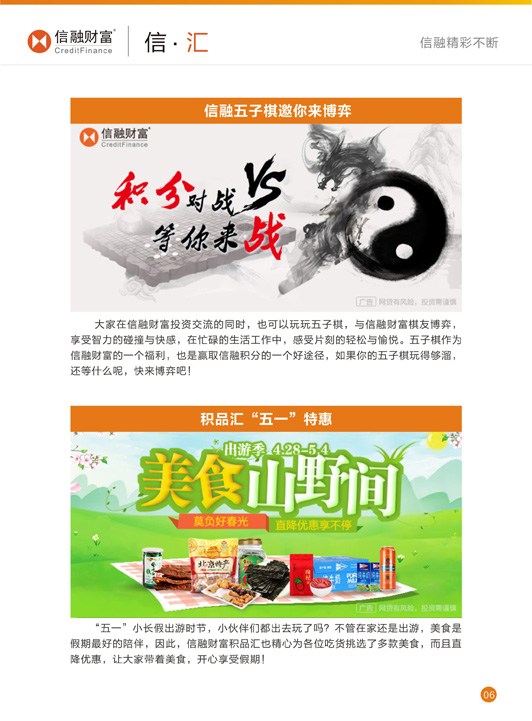 信融财富®
CreditFinance
信·汇
信融精彩不断
信融五子棋邀你来博弈
信融财富®
CreditFinance
积分对战VS
等你来战
广告 网贷有风险，投资需谨慎
大家在信融财富投资交流的同时，也可以玩玩五子棋，与信融财富棋友博弈，
享受智力的碰撞与快感，在忙碌的生活工作中，感受片刻的轻松与愉悦。五子棋作为
信融财富的一个福利，也是赢取信融积分的一个好途径，如果你的五子棋玩得够溜，
还等什么呢，快来博弈吧！
积品汇“五一”特惠
出游季 4.28-5.4
美食山野间
莫负好春光
直降优惠享不停
北京特产
广告 网贷有风险，投资需谨慎
“五一”小长假出游时节，小伙伴们都出去玩了吗？不管在家还是出游，美食是
假期最好的陪伴，因此，信融财富积品汇也精心为各位吃货挑选了多款美食，而且直
降优惠，让大家带着美食，开心享受假期！
06